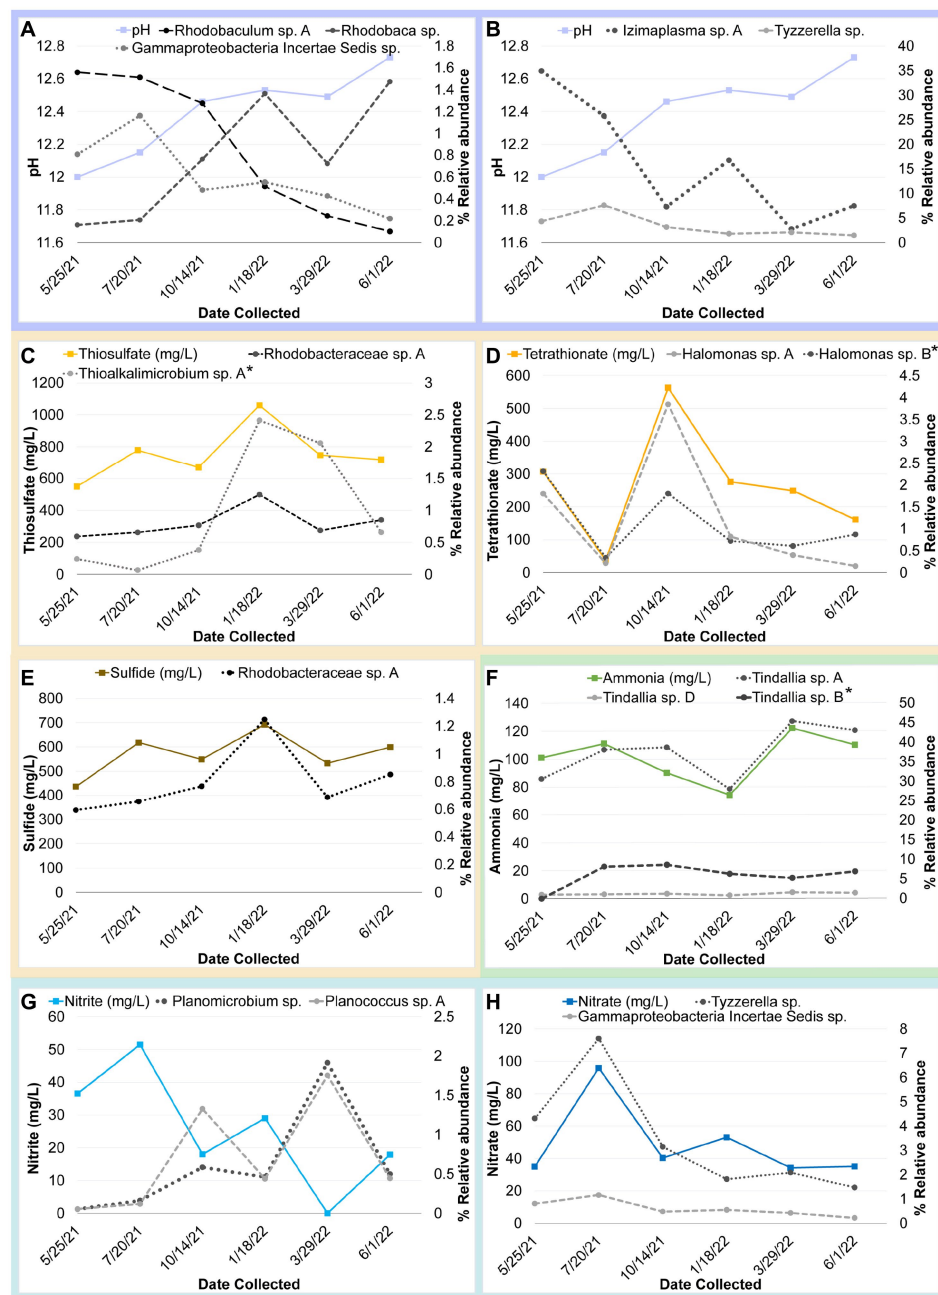 A
pH Rhodobaculum sp. A Rhodobaca sp.
Gammaproteobacteria Incertae Sedis sp.
12.8
12.6
12.4
12.2
12
11.8
11.6
pH
1.8
1.6
1.4
1.2
1
0.8
0.6
0.4
0.2
0
% Relative abundance
5/25/21 7/20/21 10/14/21 1/18/22 3/29/22 6/1/22
Date Collected
B
pH Izimaplasma sp. A Tyzzerella sp.
12.8
12.6
12.4
12.2
12
11.8
11.6
pH
40
35
30
25
20
15
10
5
0
% Relative abundance
5/25/21 7/20/21 10/14/21 1/18/22 3/29/22 6/1/22
Date Collected
C
Thiosulfate (mg/L) Rhodobacteraceae sp. A
Thioalkalimicrobium sp. A*
1200
1000
800
600
400
200
0
Thiosulfate (mg/L)
3
2.5
2
1.5
1
0.5
0
% Relative abundance
5/25/21 7/20/21 10/14/21 1/18/22 3/29/22 6/1/22
Date Collected
D
Tetrathionate (mg/L) Halomonas sp. A Halomonas sp. B*
600
500
400
300
200
100
0
Tetrathionate (mg/L)
4.5
4
3.5
3
2.5
2
1.5
1
0.5
0
% Relative abundance
5/25/21 7/20/21 10/14/21 1/18/22 3/29/22 6/1/22
Date Collected
E
Sulfide (mg/L) Rhodobacteraceae sp. A
800
700
600
500
400
300
200
100
0
Sulfide (mg/L)
1.4
1.2
1
0.8
0.6
0.4
0.2
0
% Relative abundance
5/25/21 7/20/21 10/14/21 1/18/22 3/29/22 6/1/22
Date Collected
F
Ammonia (mg/L) Tindallia sp. A
Tindallia sp. D Tindallia sp. B*
140
120
100
80
60
40
20
0
Ammonia (mg/L)
50
45
40
35
30
25
20
15
10
5
0
% Relative abundance
5/25/21 7/20/21 10/14/21 1/18/22 3/29/22 6/1/22
Date Collected
G
Nitrite (mg/L) Planomicrobium sp. Planococcus sp. A
60
50
40
30
20
10
0
Nitrite (mg/L)
2.5
2
1.5
1
0.5
0
% Relative abundance
5/25/21 7/20/21 10/14/21 1/18/22 3/29/22 6/1/22
Date Collected
H
Nitrate (mg/L) Tyzzerella sp.
Gammaproteobacteria Incertae Sedis sp.
120
100
80
60
40
20
0
Nitrate (mg/L)
8
7
6
5
4
3
2
1
0
% Relative abundance
5/25/21 7/20/21 10/14/21 1/18/22 3/29/22 6/1/22
Date Collected